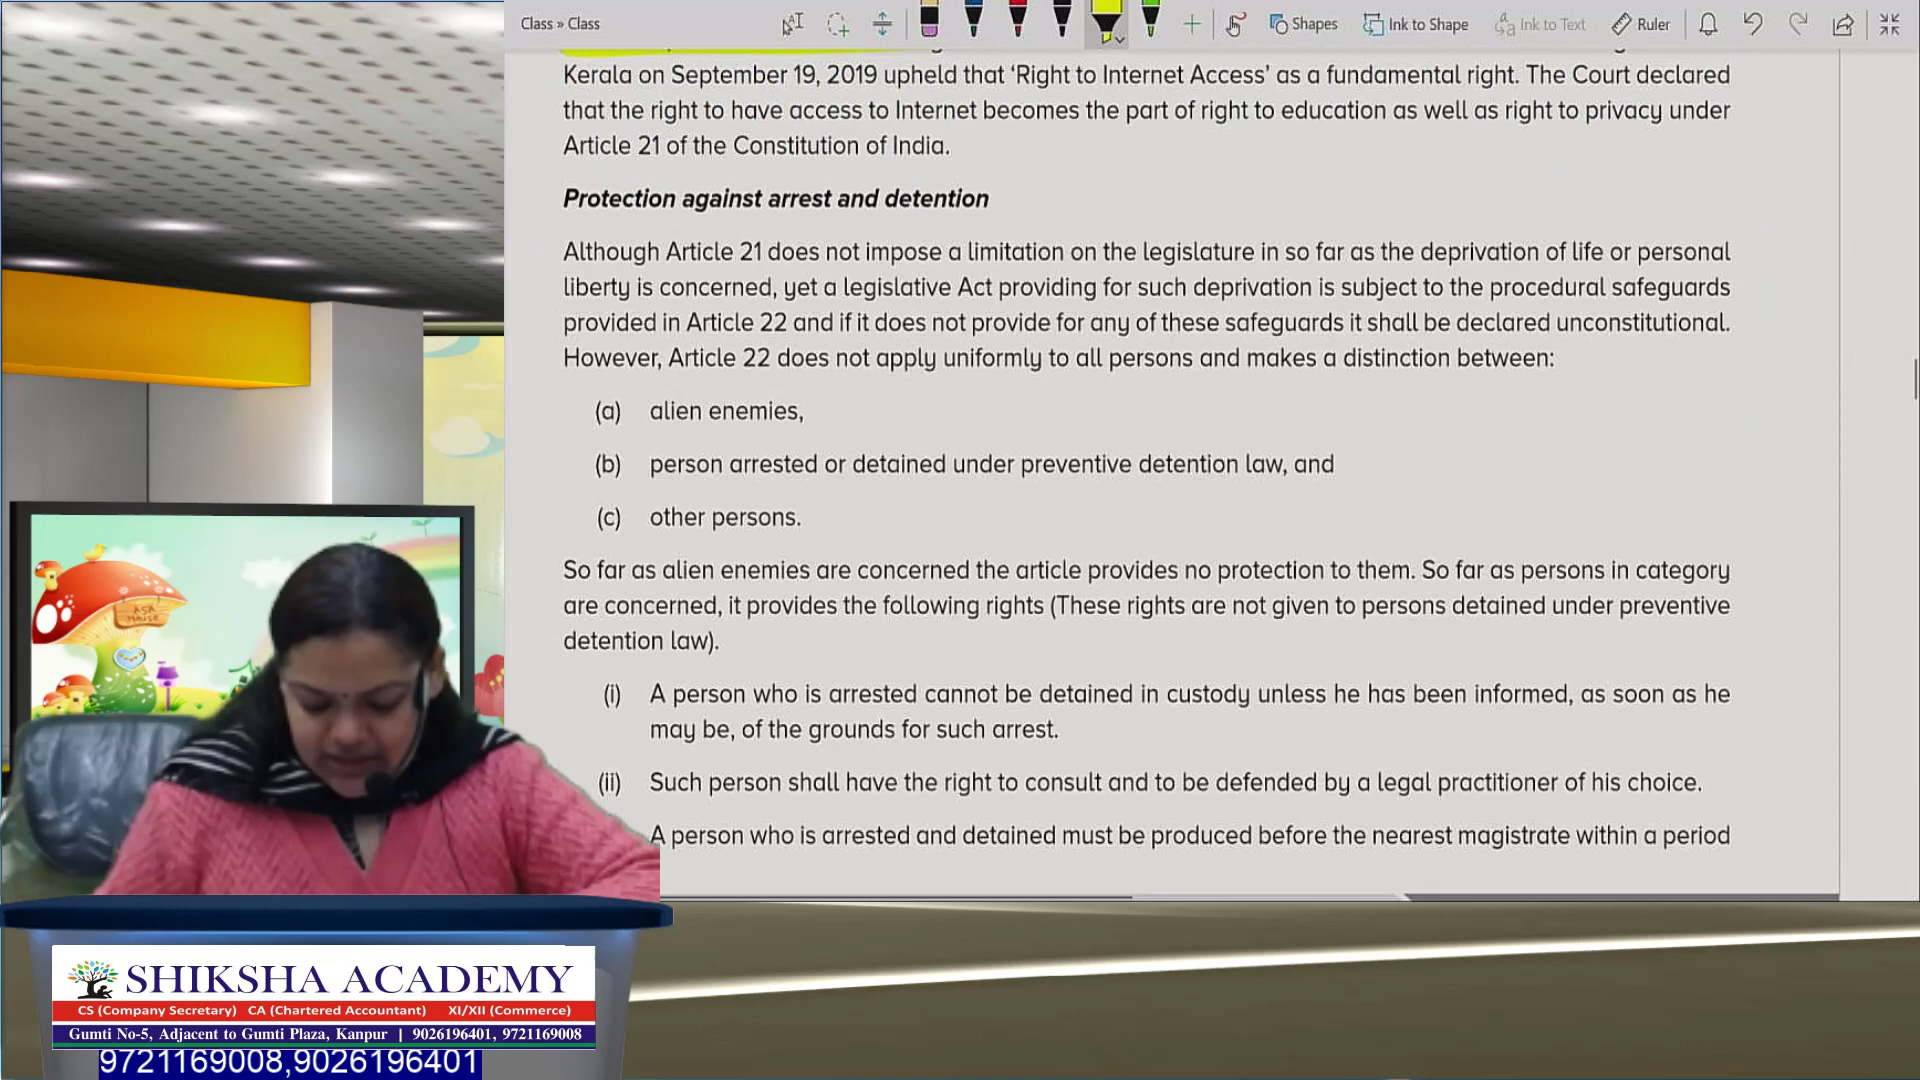 Class » Class
Shapes
Ink to Shape
Ink to Text
Ruler
Kerala on September 19, 2019 upheld that ‘Right to Internet Access’ as a fundamental right. The Court declared
that the right to have access to Internet becomes the part of right to education as well as right to privacy under
Article 21 of the Constitution of India.
Protection against arrest and detention
Although Article 21 does not impose a limitation on the legislature in so far as the deprivation of life or personal
liberty is concerned, yet a legislative Act providing for such deprivation is subject to the procedural safeguards
provided in Article 22 and if it does not provide for any of these safeguards it shall be declared unconstitutional.
However, Article 22 does not apply uniformly to all persons and makes a distinction between:
(a) alien enemies,
(b) person arrested or detained under preventive detention law, and
(c) other persons.
So far as alien enemies are concerned the article provides no protection to them. So far as persons in category
are concerned, it provides the following rights (These rights are not given to persons detained under preventive
detention law).
(i) A person who is arrested cannot be detained in custody unless he has been informed, as soon as he
may be, of the grounds for such arrest.
(ii) Such person shall have the right to consult and to be defended by a legal practitioner of his choice.
A person who is arrested and detained must be produced before the nearest magistrate within a period
SHIKSHA ACADEMY
CS (Company Secretary) CA (Chartered Accountant) XI/XII (Commerce)
Gumti No-5, Adjacent to Gumti Plaza, Kanpur | 9026196401, 9721169008
9721169008,9026196401